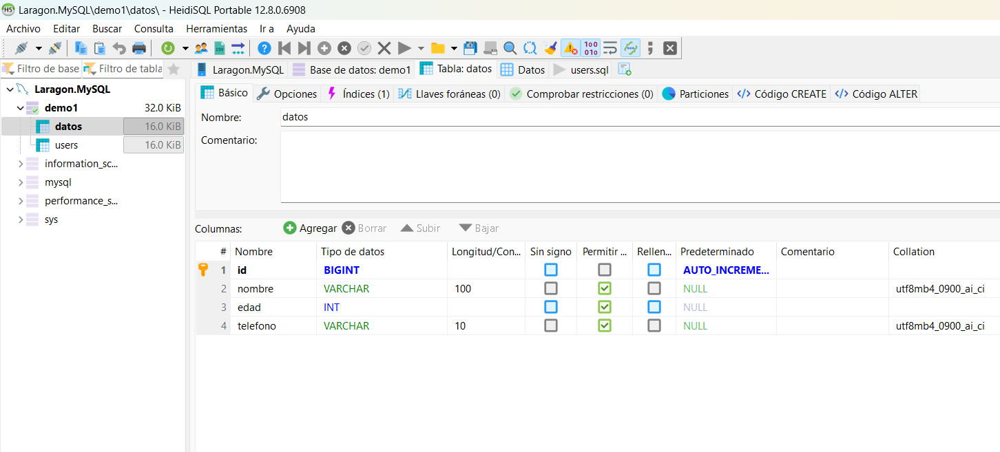 Laragon.MySQL\demo1\datos\ - HeidiSQL Portable 12.8.0.6908
Archivo Editar Buscar Consulta Herramientas Ir a Ayuda
Filtro de base Filtro de tabla Laragon.MySQL Base de datos: demo1 Tabla: datos Datos users.sql
Laragon.MySQL
demo1 32.0 KiB
datos 16.0 KiB
users 16.0 KiB
information_sc...
mysql
performance_s...
sys
Básico Opciones Índices (1) Llaves foráneas (0) Comprobar restricciones (0) Particiones Código CREATE Código ALTER
Nombre: datos
Comentario:
Columnas: Agregar Borrar Subir Bajar
# Nombre Tipo de datos Longitud/Con... Sin signo Permitir ... Rellen... Predeterminado Comentario Collation
1 id BIGINT AUTO_INCREME...
2 nombre VARCHAR 100 NULL utf8mb4_0900_ai_ci
3 edad INT NULL
4 telefono VARCHAR 10 NULL utf8mb4_0900_ai_ci